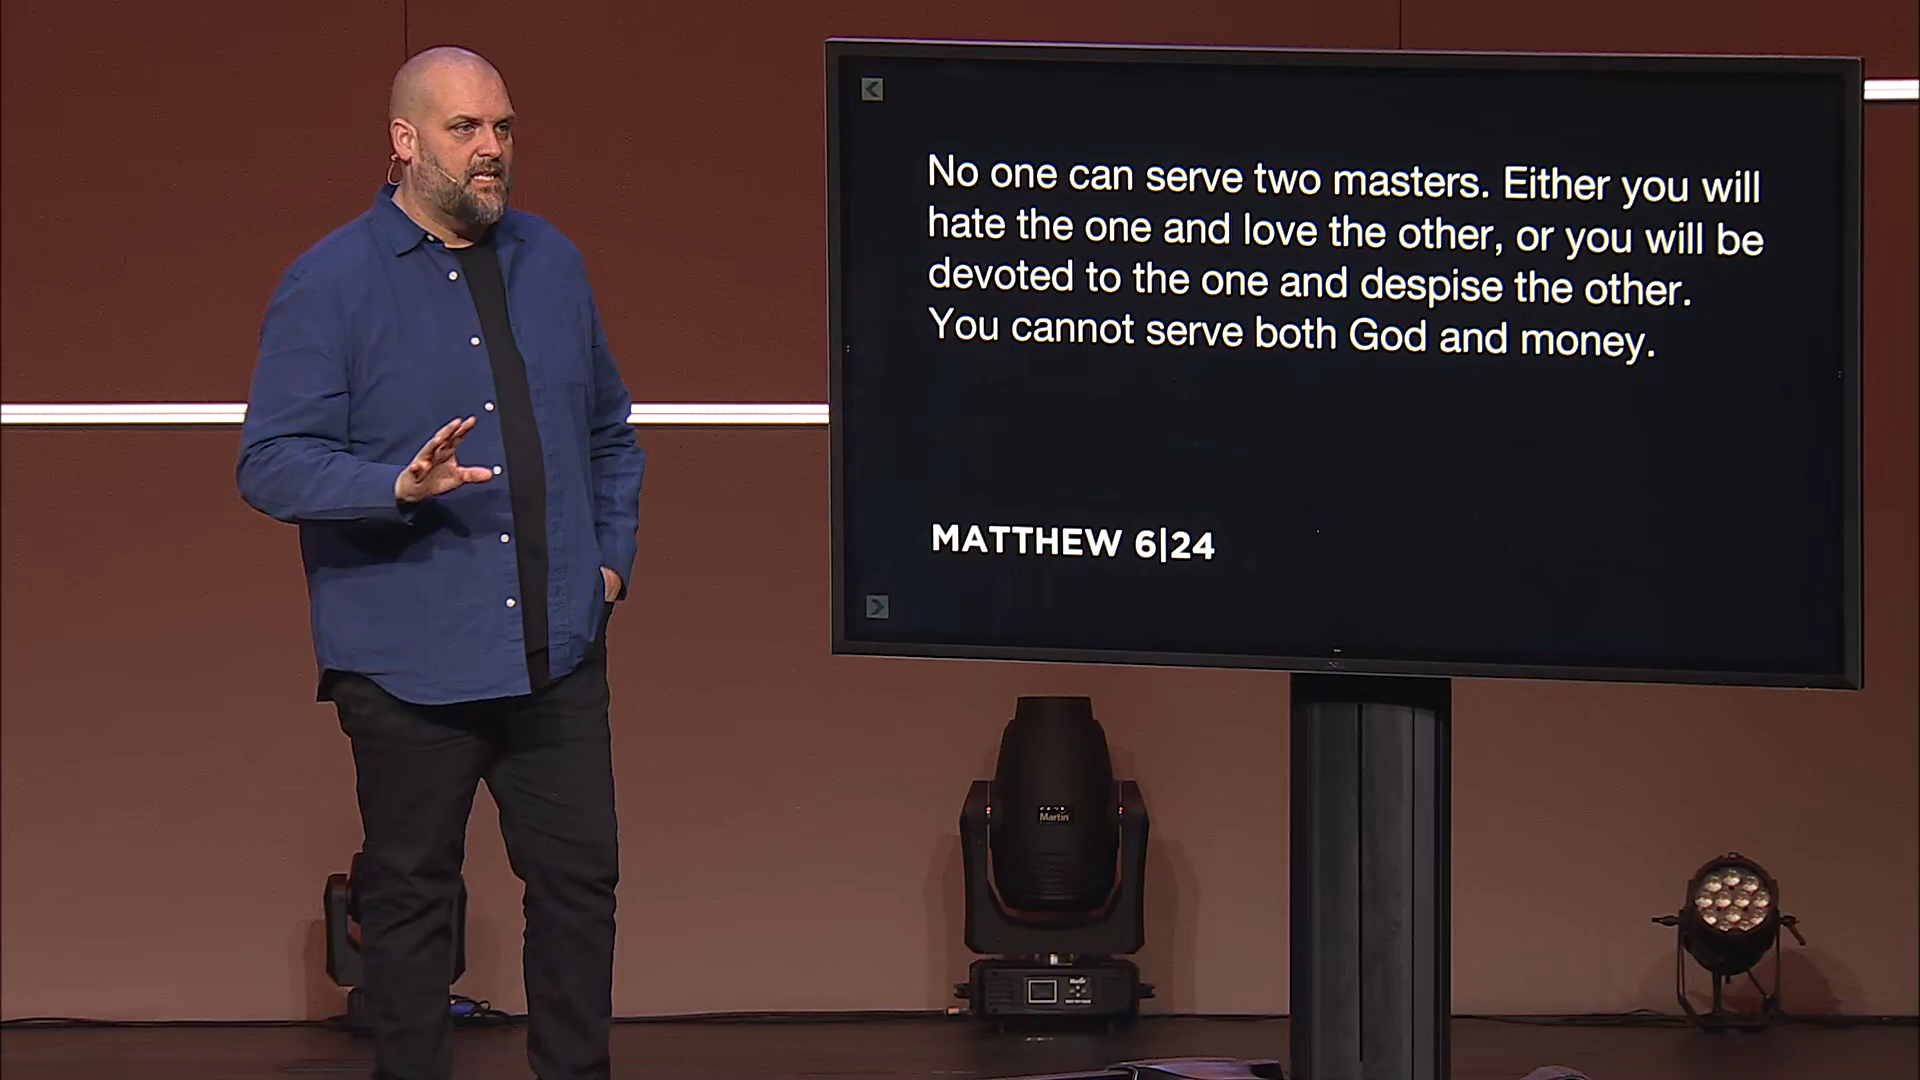 No one can serve two masters. Either you will
hate the one and love the other, or you will be
devoted to the one and despise the other.
You cannot serve both God and money.
MATTHEW 6|24
Martin